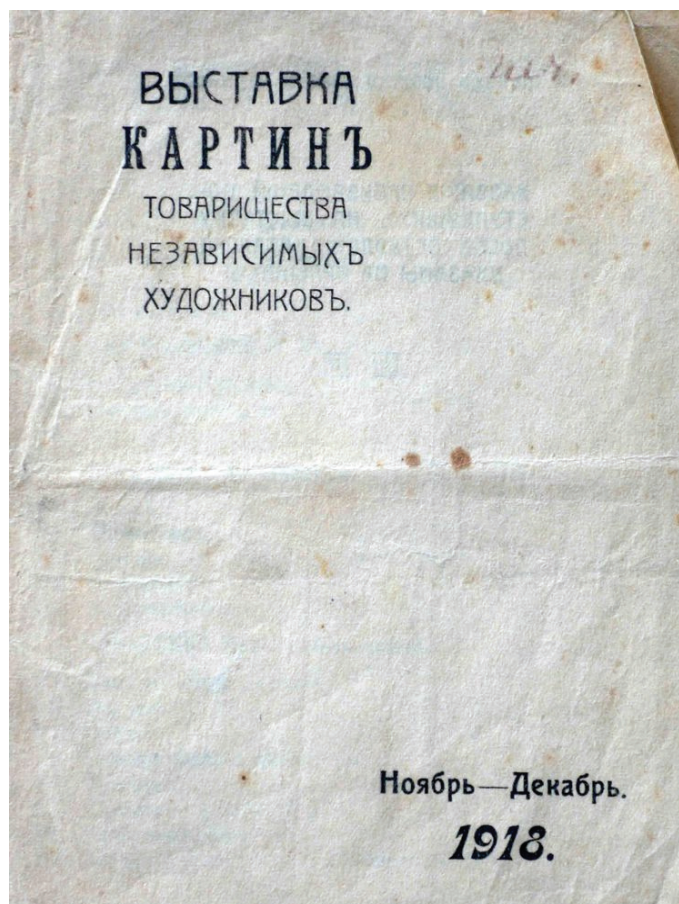 ВЫСТАВКА
КАРТИНЪ
ТОВАРИЩЕСТВА
НЕЗАВИСИМЫХЪ
ХУДОЖНИКОВЪ.
Ноябрь—Декабрь.
1918.